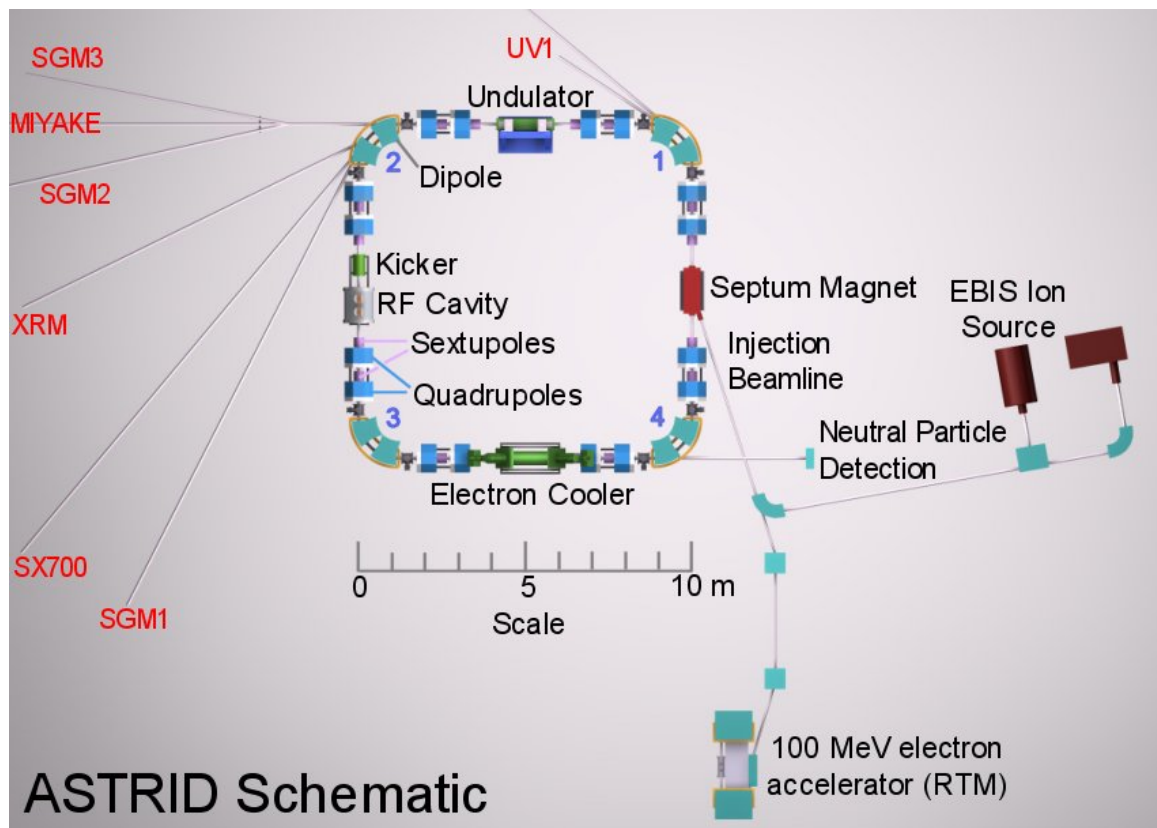 SGM3
UV1
Undulator
MIYAKE
1
2
Dipole
SGM2
Kicker
RF Cavity
Septum Magnet
EBIS Ion
Source
XRM
Sextupoles
Injection
Beamline
Quadrupoles
3
4
Neutral Particle
Detection
Electron Cooler
SX700
0
5
10 m
SGM1
Scale
100 MeV electron
accelerator (RTM)
ASTRID Schematic